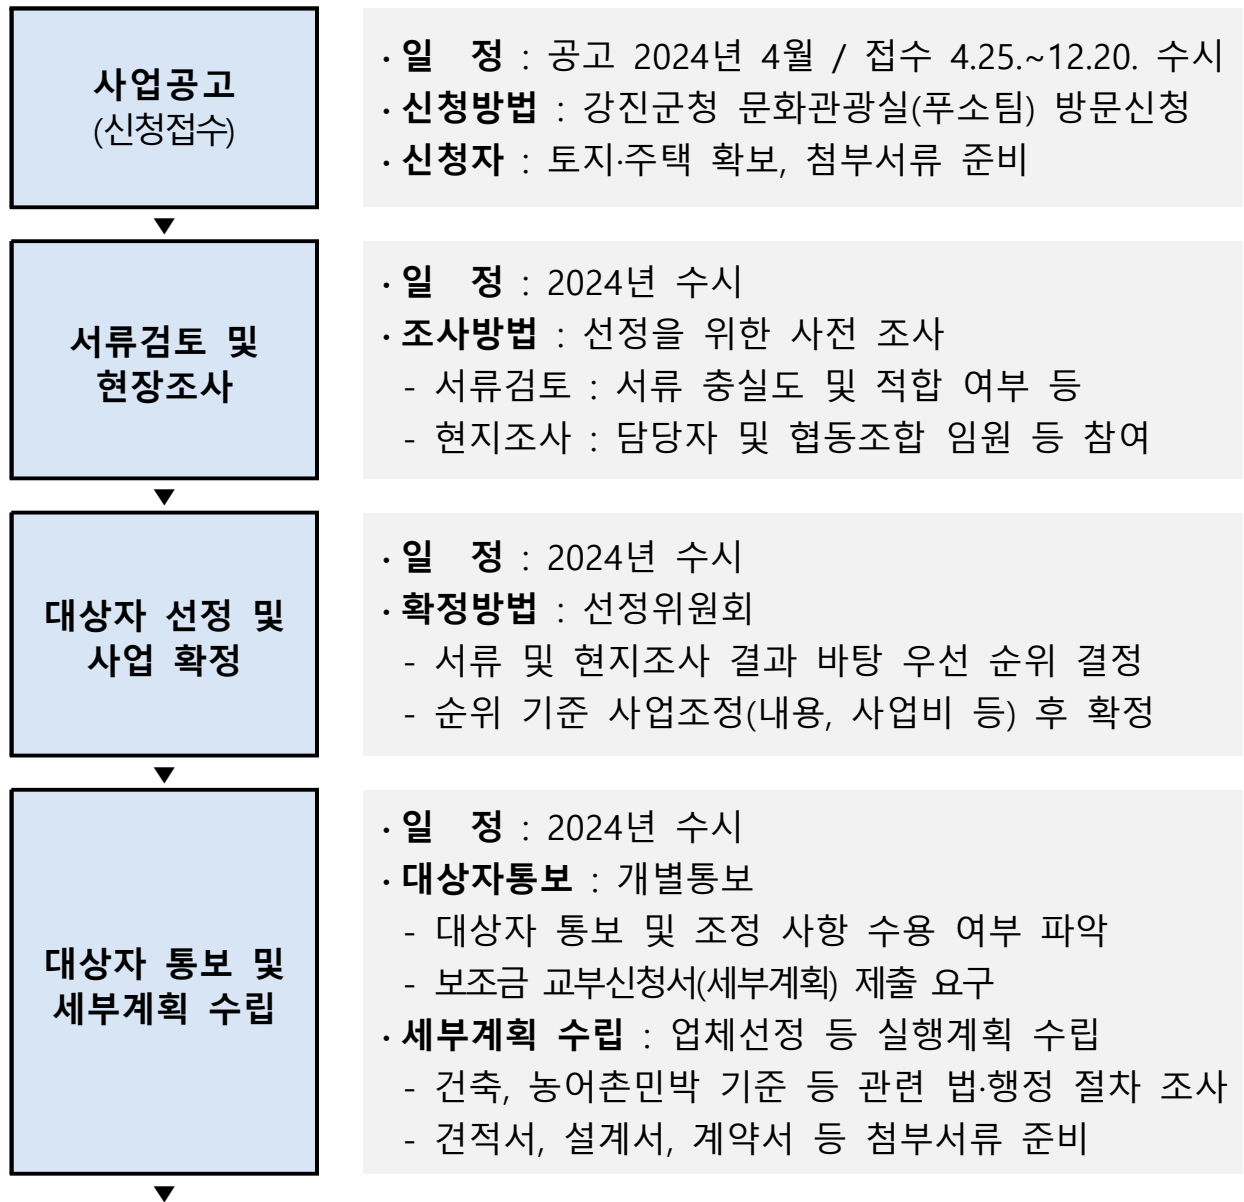 사업공고
(신청접수)
· 일 정 : 공고 2024년 4월 / 접수 4.25.~12.20. 수시
· 신청방법 : 강진군청 문화관광실(푸소팀) 방문신청
· 신청자 : 토지·주택 확보, 첨부서류 준비
▼
서류검토 및
현장조사
· 일 정 : 2024년 수시
· 조사방법 : 선정을 위한 사전 조사
- 서류검토 : 서류 충실도 및 적합 여부 등
- 현지조사 : 담당자 및 협동조합 임원 등 참여
▼
대상자 선정 및
사업 확정
· 일 정 : 2024년 수시
· 확정방법 : 선정위원회
- 서류 및 현지조사 결과 바탕 우선 순위 결정
- 순위 기준 사업조정(내용, 사업비 등) 후 확정
▼
대상자 통보 및
세부계획 수립
· 일 정 : 2024년 수시
· 대상자통보 : 개별통보
- 대상자 통보 및 조정 사항 수용 여부 파악
- 보조금 교부신청서(세부계획) 제출 요구
· 세부계획 수립 : 업체선정 등 실행계획 수립
- 건축, 농어촌민박 기준 등 관련 법·행정 절차 조사
- 견적서, 설계서, 계약서 등 첨부서류 준비
▼